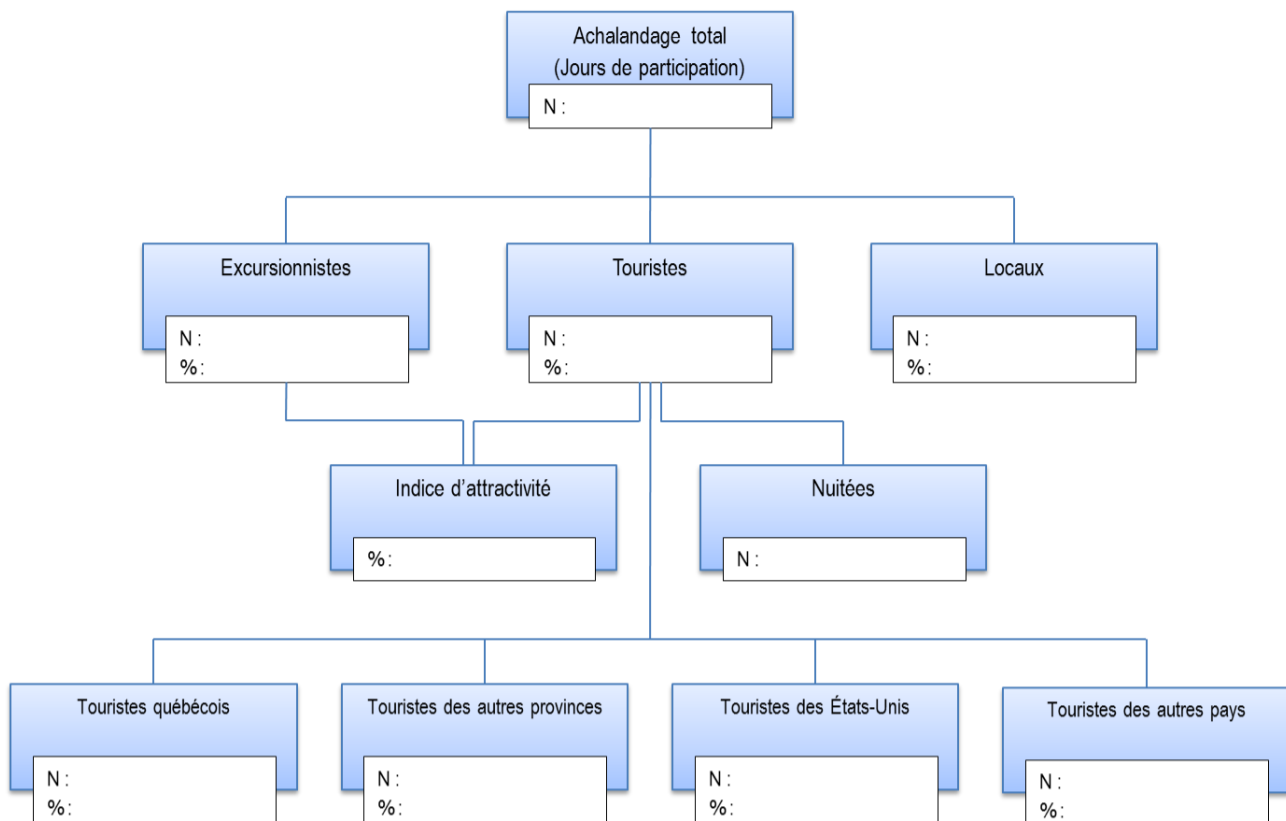 Achalandage total
(Jours de participation)
N :
Excursionnistes
N :
% :
Touristes
N :
% :
Locaux
N :
% :
Indice d'attractivité
% :
Nuitées
N :
Touristes québécois
N :
% :
Touristes des autres provinces
N :
% :
Touristes des États-Unis
N :
% :
Touristes des autres pays
N :
% :